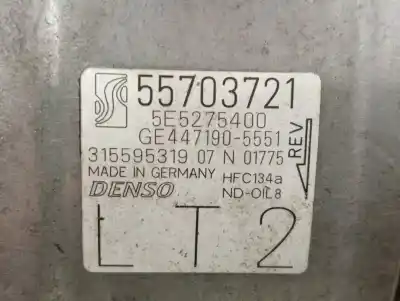 55703721
5E5275400
GE447190-5551
315595319 07 N 01775
MADE IN GERMANY HFC134a
DENSO ND-OIL8
REV
LT2